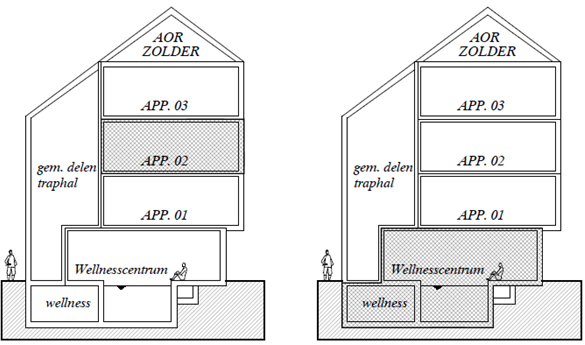 AOR
ZOLDER
APP. 03
APP. 02
gem. delen
traphal
APP. 01
Wellnesscentrum
wellness
AOR
ZOLDER
APP. 03
APP. 02
gem. delen
traphal
APP. 01
Wellnesscentrum
wellness